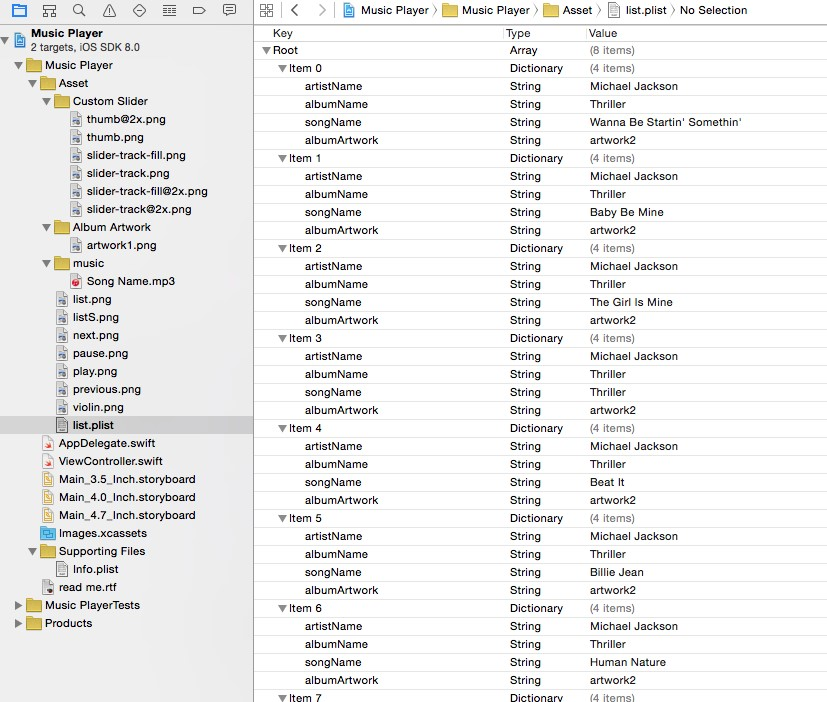 Music Player
2 targets, iOS SDK 8.0
Music Player
Asset
Custom Slider
thumb@2x.png
thumb.png
slider-track-fill.png
slider-track.png
slider-track-fill@2x.png
slider-track@2x.png
Album Artwork
artwork1.png
music
Song Name.mp3
list.png
listS.png
next.png
pause.png
play.png
previous.png
violin.png
list.plist
AppDelegate.swift
ViewController.swift
Main_3.5_Inch.storyboard
Main_4.0_Inch.storyboard
Main_4.7_Inch.storyboard
Images.xcassets
Supporting Files
Info.plist
read me.rtf
Music PlayerTests
Products
Music Player Music Player Asset list.plist No Selection
Key Type Value
Root Array (8 items)
Item 0 Dictionary (4 items)
artistName String Michael Jackson
albumName String Thriller
songName String Wanna Be Startin' Somethin'
albumArtwork String artwork2
Item 1 Dictionary (4 items)
artistName String Michael Jackson
albumName String Thriller
songName String Baby Be Mine
albumArtwork String artwork2
Item 2 Dictionary (4 items)
artistName String Michael Jackson
albumName String Thriller
songName String The Girl Is Mine
albumArtwork String artwork2
Item 3 Dictionary (4 items)
artistName String Michael Jackson
albumName String Thriller
songName String Thriller
albumArtwork String artwork2
Item 4 Dictionary (4 items)
artistName String Michael Jackson
albumName String Thriller
songName String Beat It
albumArtwork String artwork2
Item 5 Dictionary (4 items)
artistName String Michael Jackson
albumName String Thriller
songName String Billie Jean
albumArtwork String artwork2
Item 6 Dictionary (4 items)
artistName String Michael Jackson
albumName String Thriller
songName String Human Nature
albumArtwork String artwork2
Item 7 Dictionary (4 items)